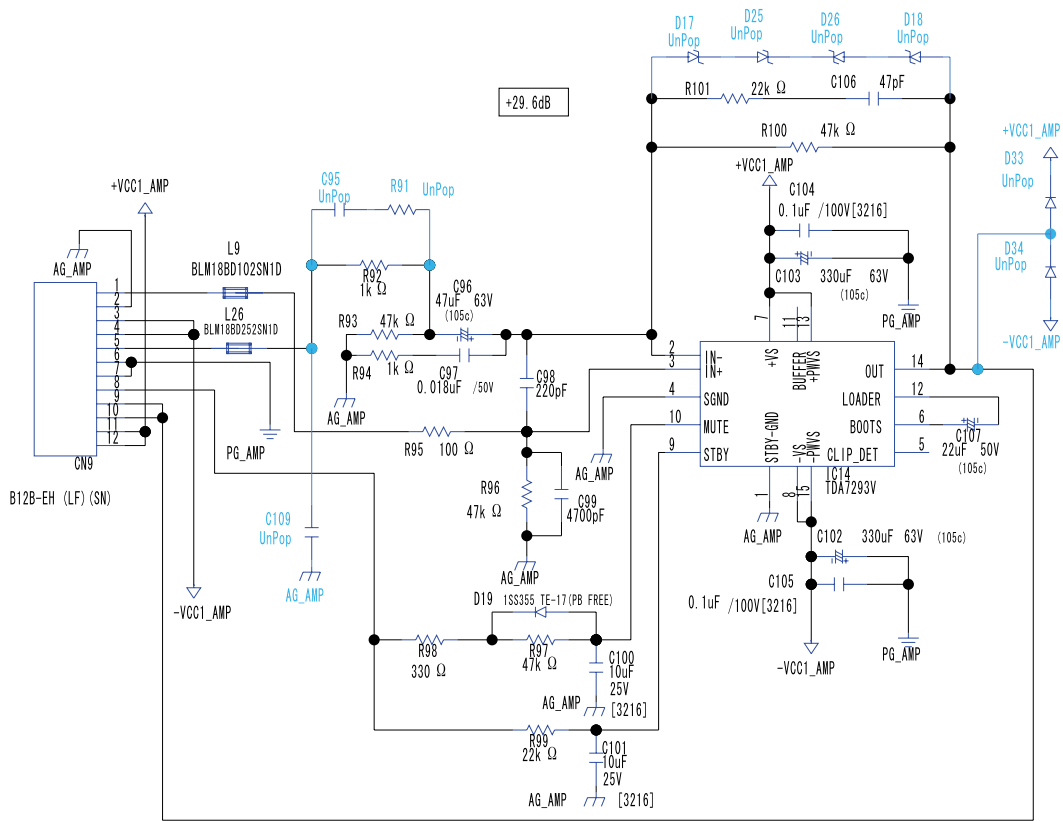 D17
UnPop
D25
UnPop
D26
UnPop
D18
UnPop
R101
22k Ω
C106
47pF
+29.6dB
R100
47k Ω
+VCC1_AMP
D33
UnPop
D34
UnPop
-VCC1_AMP
+VCC1_AMP
C104
0.1uF /100V[3216]
C103
330uF 63V
(105c)
PG_AMP
+VCC1_AMP
AG_AMP
C95
UnPop
R91
UnPop
L9
BLM18BD102SN1D
L26
BLM18BD252SN1D
R92
1k Ω
C96
47uF 63V
(105c)
R93
47k Ω
R94
1k Ω
C97
0.018uF /50V
AG_AMP
C98
220pF
1
2
3
4
5
6
7
8
9
10
11
12
CN9
B12B-EH (LF)(SN)
PG_AMP
-VCC1_AMP
C109
UnPop
AG_AMP
R95
100 Ω
R96
47k Ω
C99
4700pF
AG_AMP
AG_AMP
7
11
13
+VS
BUFFER
+PWVS
2
IN-
3
IN+
4
SGND
10
MUTE
9
STBY
STBY-GND
-VS
-PWVS
1
8
15
OUT
14
LOADER
12
BOOTS
6
CLIP_DET
5
IC14
TDA7293V
C107
22uF 50V
(105c)
AG_AMP
C102
330uF 63V
(105c)
C105
0.1uF /100V[3216]
-VCC1_AMP
PG_AMP
D19
1SS355 TE-17(PB FREE)
R98
330 Ω
R97
47k Ω
C100
10uF
25V
[3216]
AG_AMP
R99
22k Ω
C101
10uF
25V
[3216]
AG_AMP